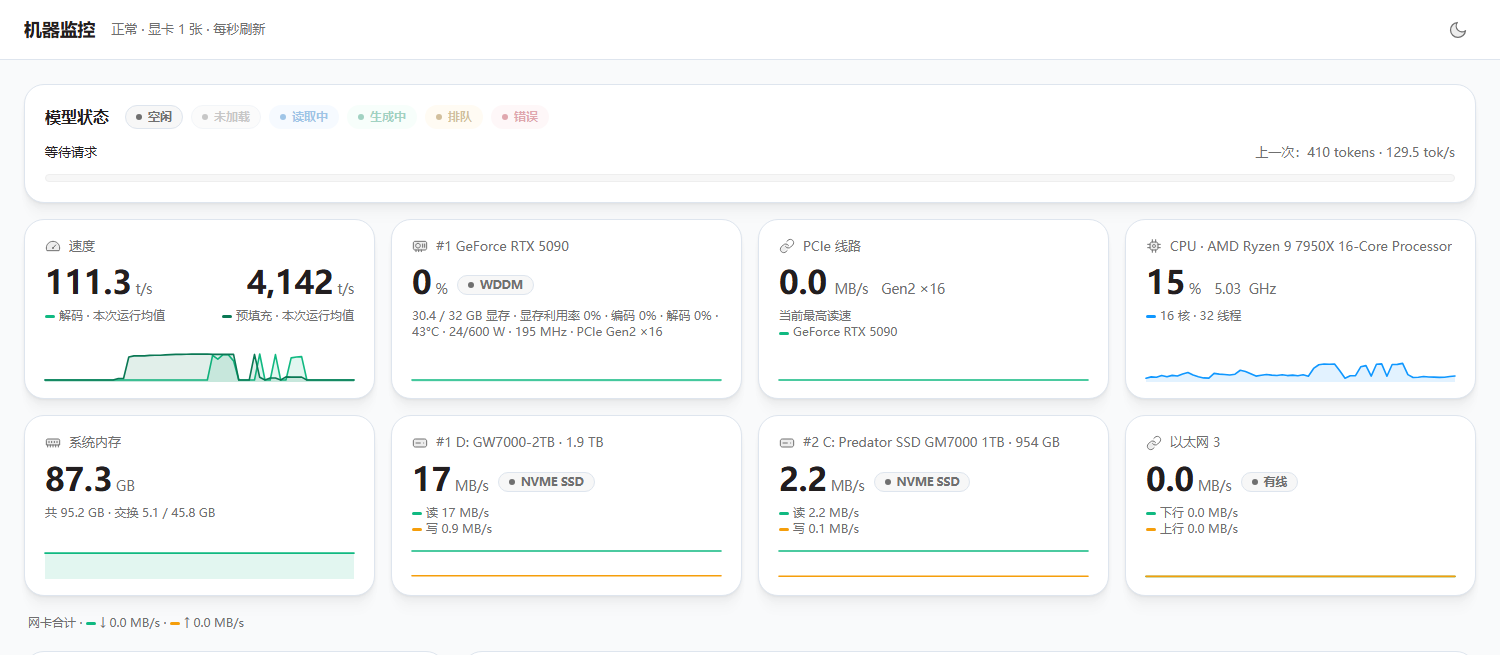 机器监控 正常 · 显卡 1 张 · 每秒刷新
模型状态 空闲 未加载 读取中 生成中 排队 错误
等待请求 上一次：410 tokens · 129.5 tok/s
速度
111.3 t/s 4,142 t/s
解码 · 本次运行均值 预填充 · 本次运行均值
#1 GeForce RTX 5090
0 % WDDM
30.4 / 32 GB 显存 · 显存利用率 0% · 编码 0% · 解码 0% ·
43°C · 24/600 W · 195 MHz · PCIe Gen2 ×16
PCIe 线路
0.0 MB/s Gen2 ×16
当前最高读速
GeForce RTX 5090
CPU · AMD Ryzen 9 7950X 16-Core Processor
15 % 5.03 GHz
16 核 · 32 线程
系统内存
87.3 GB
共 95.2 GB · 交换 5.1 / 45.8 GB
#1 D: GW7000-2TB · 1.9 TB
17 MB/s NVME SSD
读 17 MB/s
写 0.9 MB/s
#2 C: Predator SSD GM7000 1TB · 954 GB
2.2 MB/s NVME SSD
读 2.2 MB/s
写 0.1 MB/s
以太网 3
0.0 MB/s 有线
下行 0.0 MB/s
上行 0.0 MB/s
网卡合计 · ↓ 0.0 MB/s · ↑ 0.0 MB/s